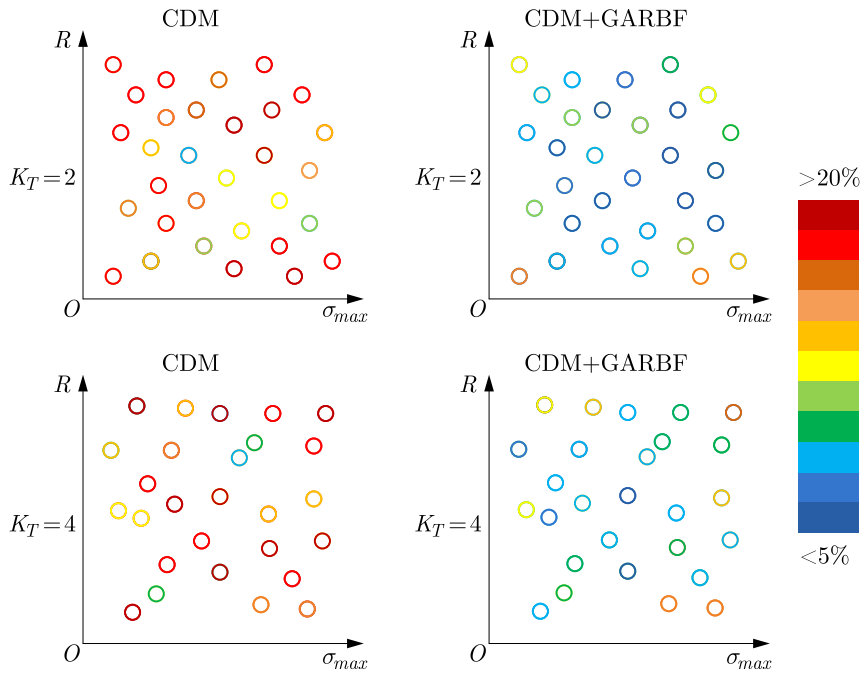 CDM
CDM+GARBF
R
R
K_T = 2
K_T = 2
>20%
O
σ_max
O
σ_max
CDM
CDM+GARBF
R
R
K_T = 4
K_T = 4
<5%
O
σ_max
O
σ_max